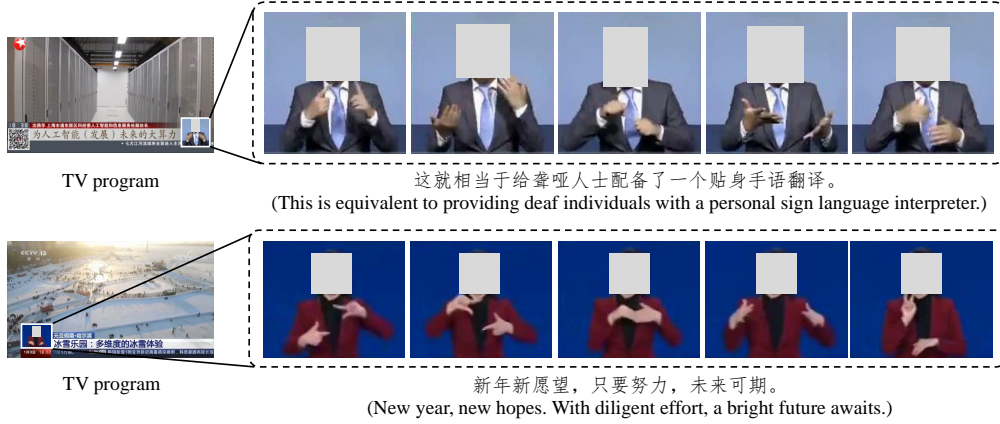 为人工智能（发展）未来的大算力
TV program
这就相当于给聋哑人士配备了一个贴身手语翻译。
(This is equivalent to providing deaf individuals with a personal sign language interpreter.)
CCTV 13
冰雪乐园：多维度的冰雪体验
TV program
新年新愿望，只要努力，未来可期。
(New year, new hopes. With diligent effort, a bright future awaits.)